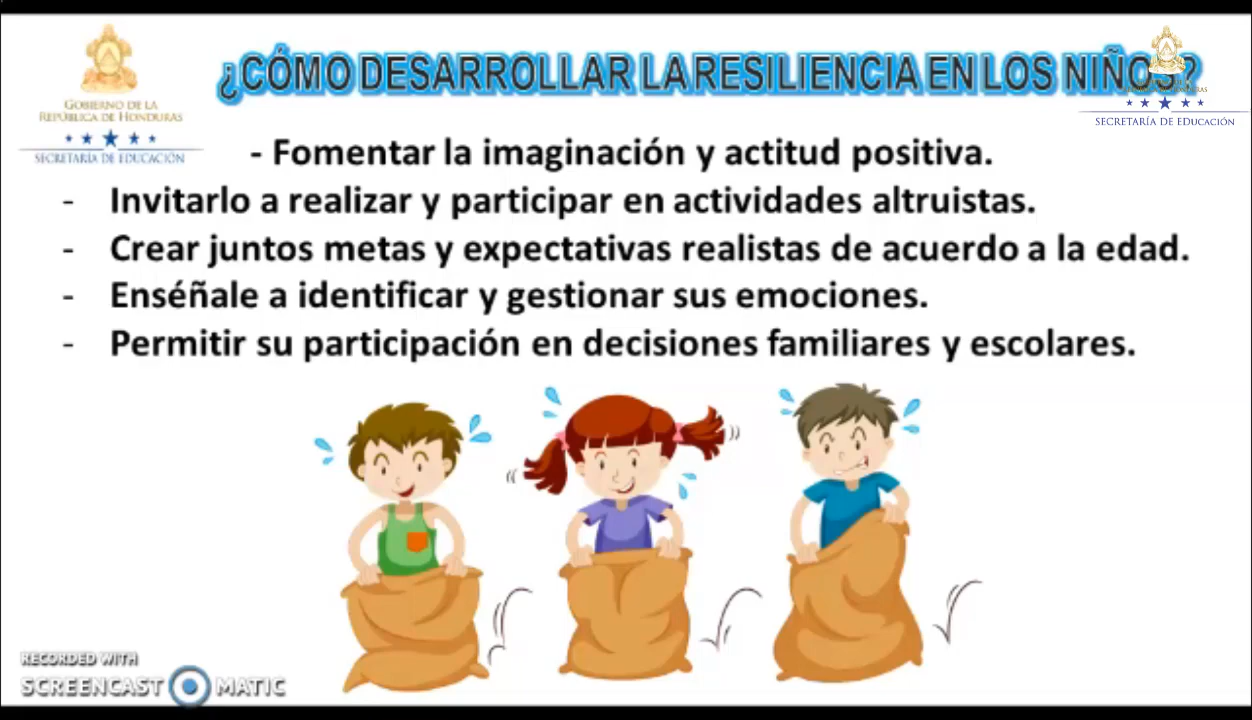 ¿CÓMO DESARROLLAR LA RESILIENCIA EN LOS NIÑOS?
GOBIERNO DE LA
REPÚBLICA DE HONDURAS
SECRETARÍA DE EDUCACIÓN
SECRETARÍA DE EDUCACIÓN
- Fomentar la imaginación y actitud positiva.
- Invitarlo a realizar y participar en actividades altruistas.
- Crear juntos metas y expectativas realistas de acuerdo a la edad.
- Enséñale a identificar y gestionar sus emociones.
- Permitir su participación en decisiones familiares y escolares.
RECORDED WITH
SCREENCAST MATIC